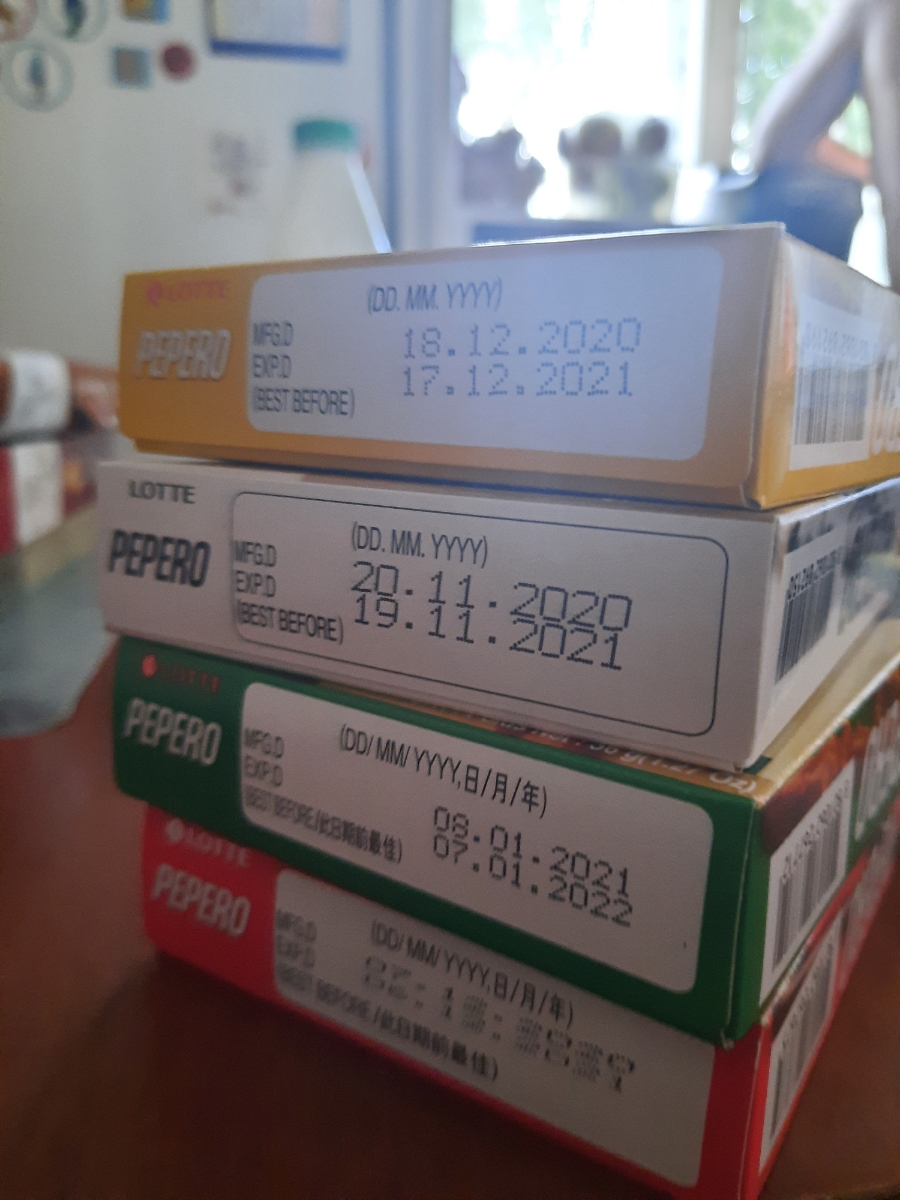 LOTTE
PEPERO
(DD. MM. YYYY)
MFG.D 18.12.2020
EXP.D 17.12.2021
(BEST BEFORE)
LOTTE
PEPERO
(DD. MM. YYYY)
MFG.D 20.11.2020
EXP.D 19.11.2021
(BEST BEFORE)
LOTTE
PEPERO
(DD/MM/YYYY,日/月/年)
MFG.D 08.01.2021
EXP.D 07.01.2022
(BEST BEFORE/此日期前最佳)
LOTTE
PEPERO
(DD/MM/YYYY,日/月/年)
MFG.D
EXP.D
(BEST BEFORE/此日期前最佳)